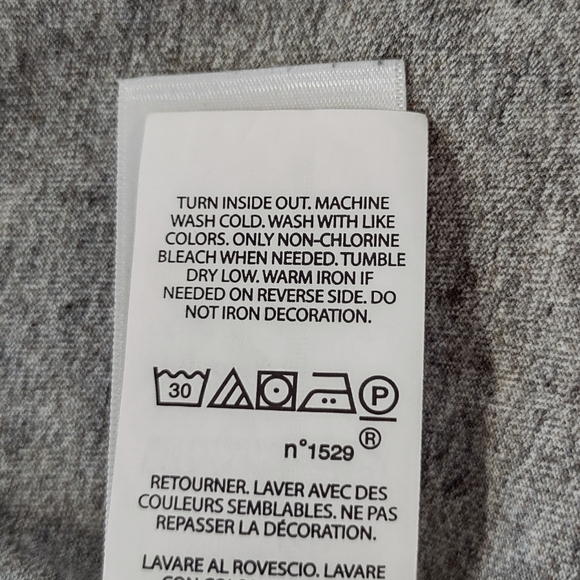 TURN INSIDE OUT. MACHINE
WASH COLD. WASH WITH LIKE
COLORS. ONLY NON-CHLORINE
BLEACH WHEN NEEDED. TUMBLE
DRY LOW. WARM IRON IF
NEEDED ON REVERSE SIDE. DO
NOT IRON DECORATION.
30 P
n°1529 ®
RETOURNER. LAVER AVEC DES
COULEURS SEMBLABLES. NE PAS
REPASSER LA DÉCORATION.
LAVARE AL ROVESCIO. LAVARE
CON